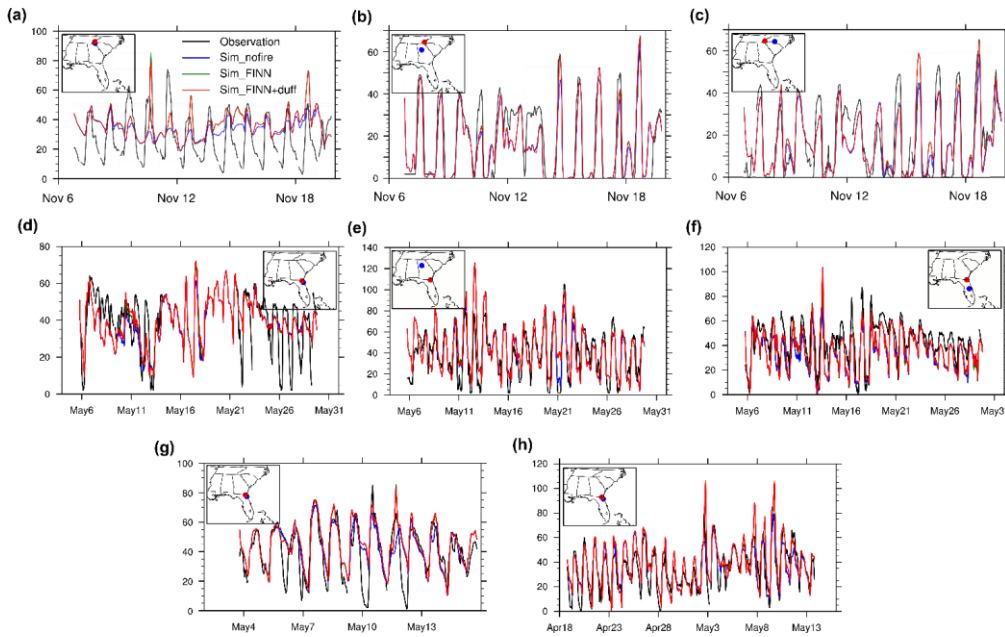 (a)
100
80
60
40
20
0
Observation
Sim_nofire
Sim_FINN
Sim_FINN+duff
Nov 6 Nov 12 Nov 18
(b)
60
40
20
0
Nov 6 Nov 12 Nov 18
(c)
60
40
20
0
Nov 6 Nov 12 Nov 18
(d)
80
60
40
20
0
May6 May11 May16 May21 May26 May31
(e)
140
120
100
80
60
40
20
0
May6 May11 May16 May21 May26 May31
(f)
120
100
80
60
40
20
0
May6 May11 May16 May21 May26 May3
(g)
100
80
60
40
20
0
May4 May7 May10 May13
(h)
120
100
80
60
40
20
0
Apr18 Apr23 Apr28 May3 May8 May13